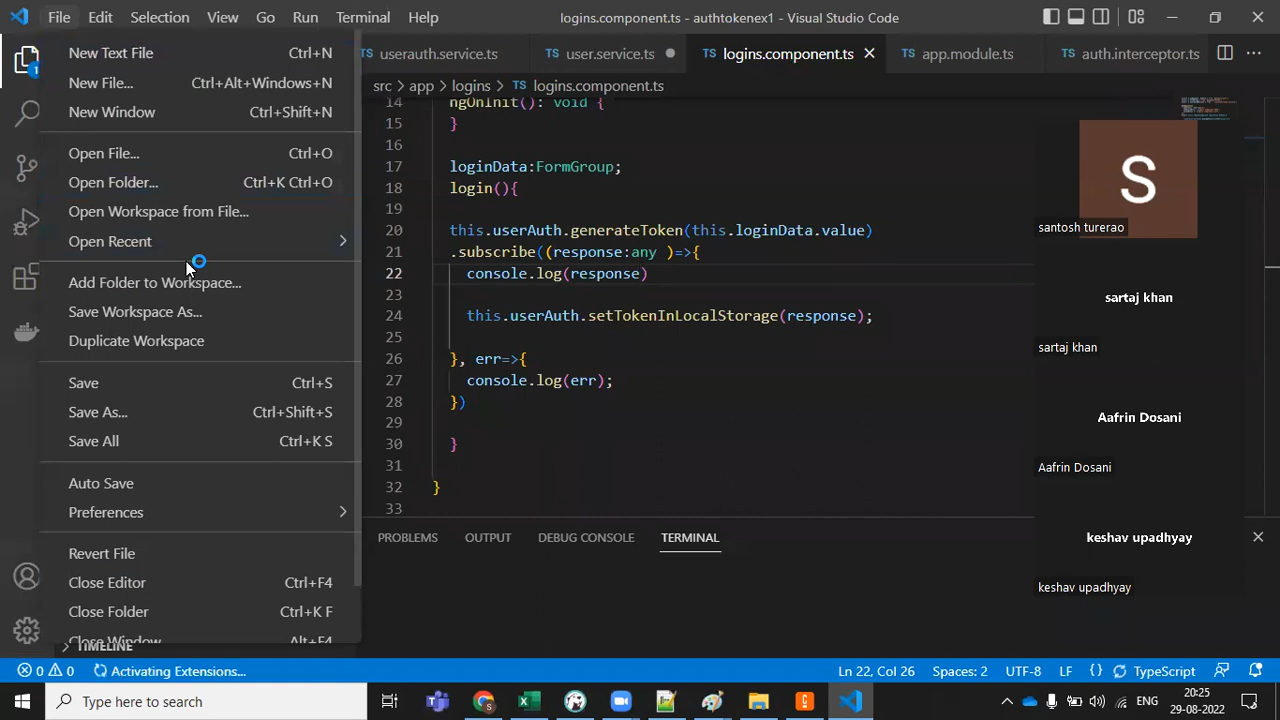 File Edit Selection View Go Run Terminal Help logins.component.ts - authtokenex1 - Visual Studio Code
New Text File Ctrl+N
New File... Ctrl+Alt+Windows+N
New Window Ctrl+Shift+N
Open File... Ctrl+O
Open Folder... Ctrl+K Ctrl+O
Open Workspace from File...
Open Recent
Add Folder to Workspace...
Save Workspace As...
Duplicate Workspace
Save Ctrl+S
Save As... Ctrl+Shift+S
Save All Ctrl+K S
Auto Save
Preferences
Revert File
Close Editor Ctrl+F4
Close Folder Ctrl+K F
Close Window Alt+F4
TIMELINE
1
TS userauth.service.ts TS user.service.ts TS logins.component.ts TS app.module.ts TS auth.interceptor.ts
src > app > logins > TS logins.component.ts
14 ngOnInit(): void {
15 }
16
17 loginData:FormGroup;
18 login(){
19
20 this.userAuth.generateToken(this.loginData.value)
21 .subscribe((response:any )=>{
22 console.log(response)
23
24 this.userAuth.setTokenInLocalStorage(response);
25
26 }, err=>{
27 console.log(err);
28 })
29
30 }
31
32 }
33
PROBLEMS OUTPUT DEBUG CONSOLE TERMINAL
S
santosh turerao
sartaj khan
sartaj khan
Aafrin Dosani
Aafrin Dosani
keshav upadhyay
keshav upadhyay
0 0 Activating Extensions... Ln 22, Col 26 Spaces: 2 UTF-8 LF {} TypeScript
Type here to search
ENG
20:25
29-08-2022